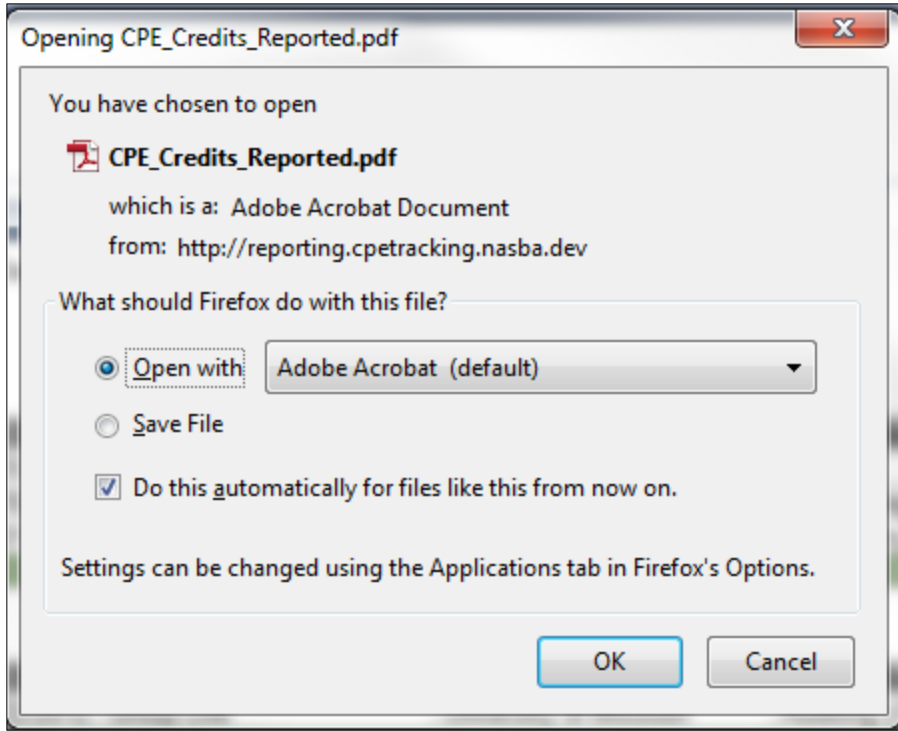 Opening CPE_Credits_Reported.pdf
X
You have chosen to open
CPE_Credits_Reported.pdf
which is a: Adobe Acrobat Document
from: http://reporting.cpetracking.nasba.dev
What should Firefox do with this file?
Open with Adobe Acrobat (default)
Save File
Do this automatically for files like this from now on.
Settings can be changed using the Applications tab in Firefox's Options.
OK Cancel